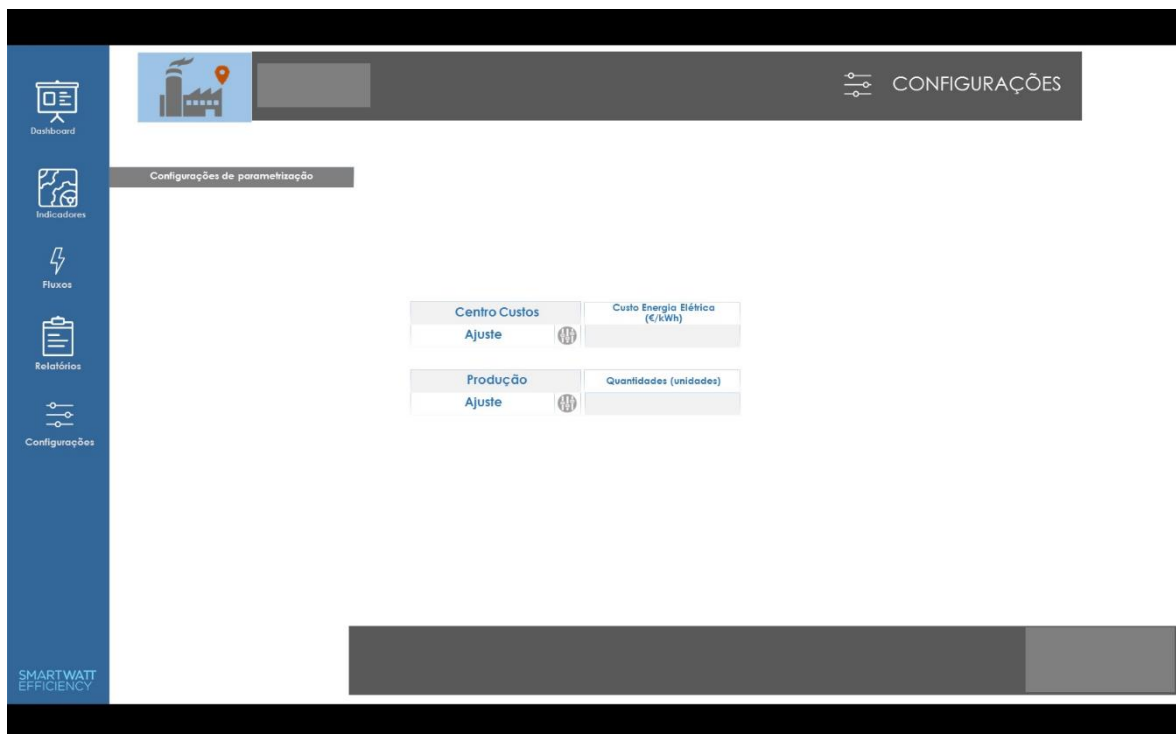 CONFIGURAÇÕES
Dashboard
Indicadores
Fluxos
Relatórios
Configurações
SMARTWATT
EFFICIENCY
Configurações de parametrização
Centro Custos
Custo Energia Elétrica
(€/kWh)
Ajuste
Produção
Quantidades (unidades)
Ajuste